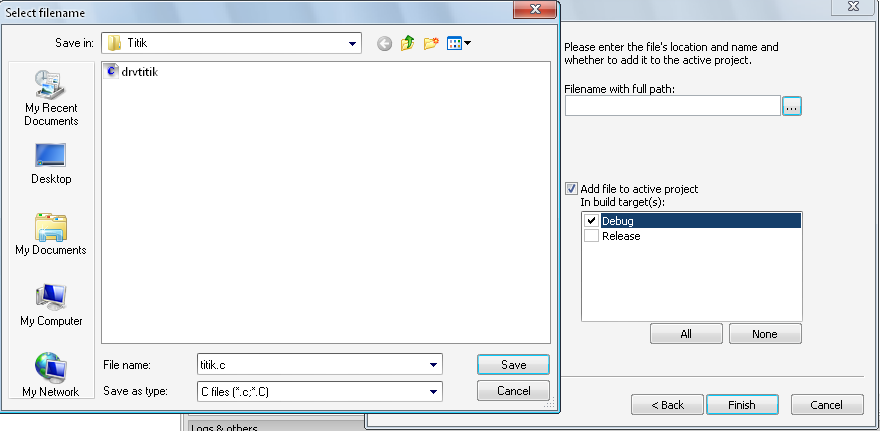 Select filename
Save in:
Titik
drvtitik
My Recent
Documents
Desktop
My Documents
My Computer
My Network
File name:
titik.c
Save
Save as type:
C files (*.c;*.C)
Cancel
Please enter the file's location and name and
whether to add it to the active project.
Filename with full path:
...
Add file to active project
In build target(s):
Debug
Release
All
None
< Back
Finish
Cancel
Logs & others